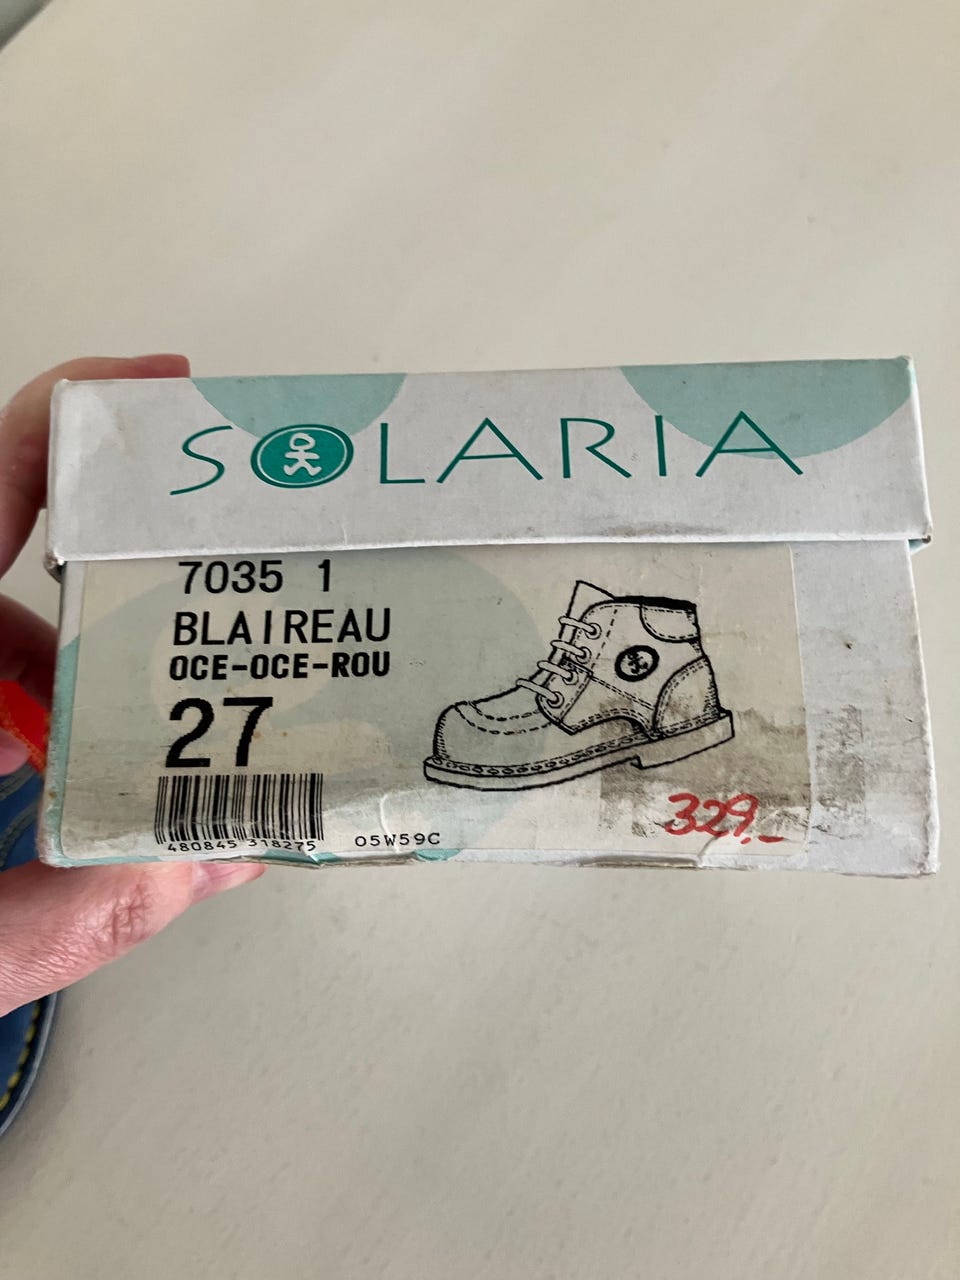 SOLARIA
7035 1
BLAIREAU
OCE-OCE-ROU
27
480845 318275
05W59C
329.-